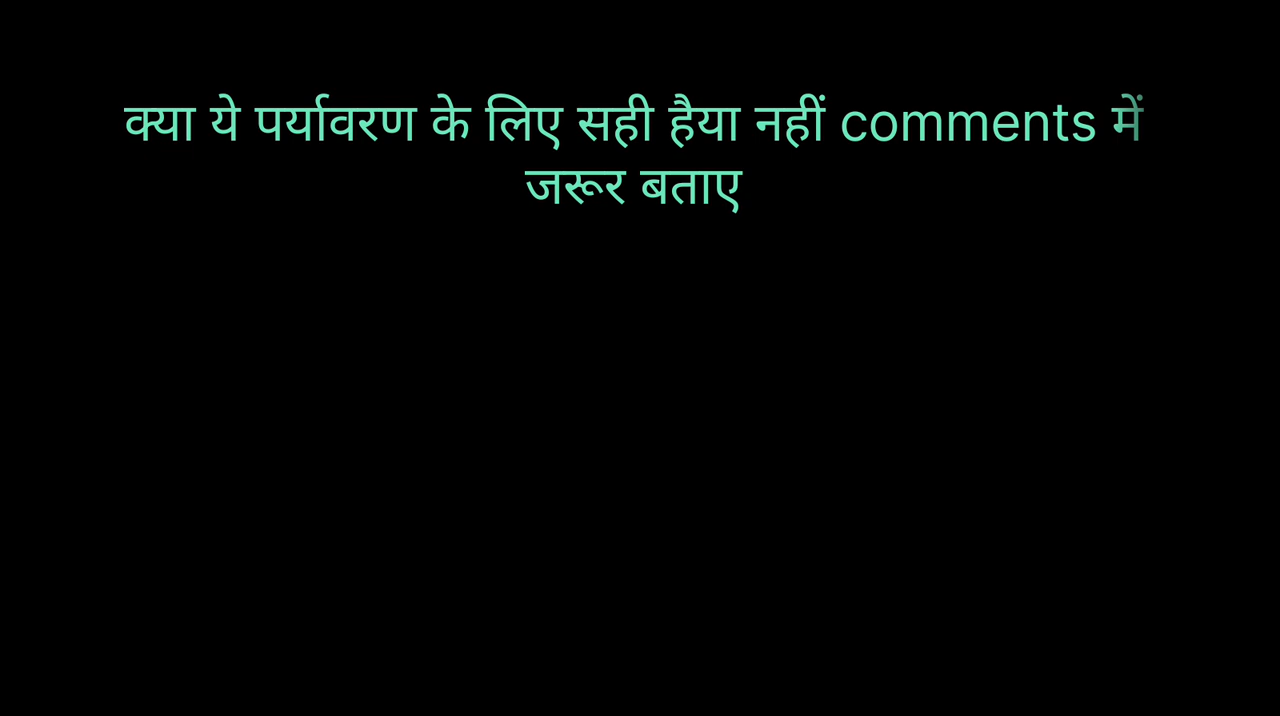 क्या ये पर्यावरण के लिए सही हैया नहीं comments में
जरूर बताए